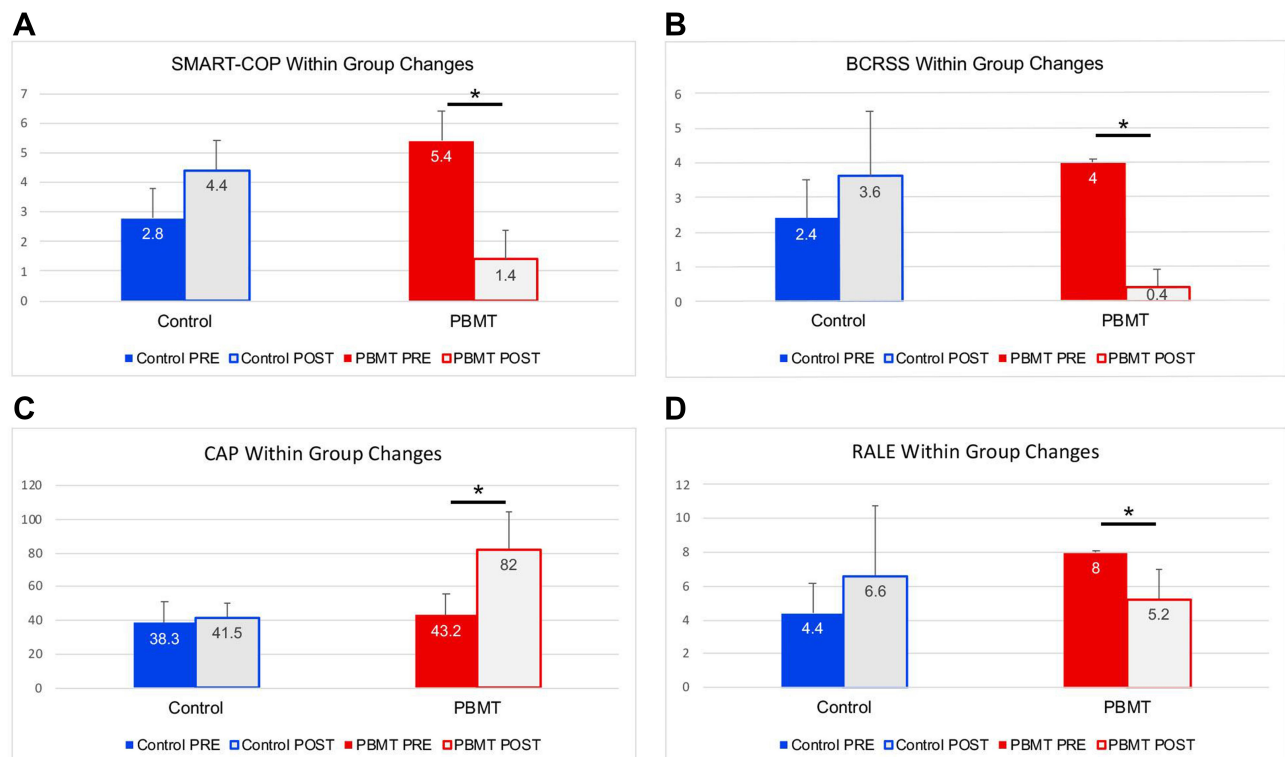 A
SMART-COP Within Group Changes
7
6
5
4
3
2
1
0
*
2.8
4.4
5.4
1.4
Control
PBMT
Control PRE Control POST PBMT PRE PBMT POST
B
BCRSS Within Group Changes
6
5
4
3
2
1
0
*
2.4
3.6
4
0.4
Control
PBMT
Control PRE Control POST PBMT PRE PBMT POST
C
CAP Within Group Changes
120
100
80
60
40
20
0
*
38.3
41.5
43.2
82
Control
PBMT
Control PRE Control POST PBMT PRE PBMT POST
D
RALE Within Group Changes
12
10
8
6
4
2
0
*
4.4
6.6
8
5.2
Control
PBMT
Control PRE Control POST PBMT PRE PBMT POST